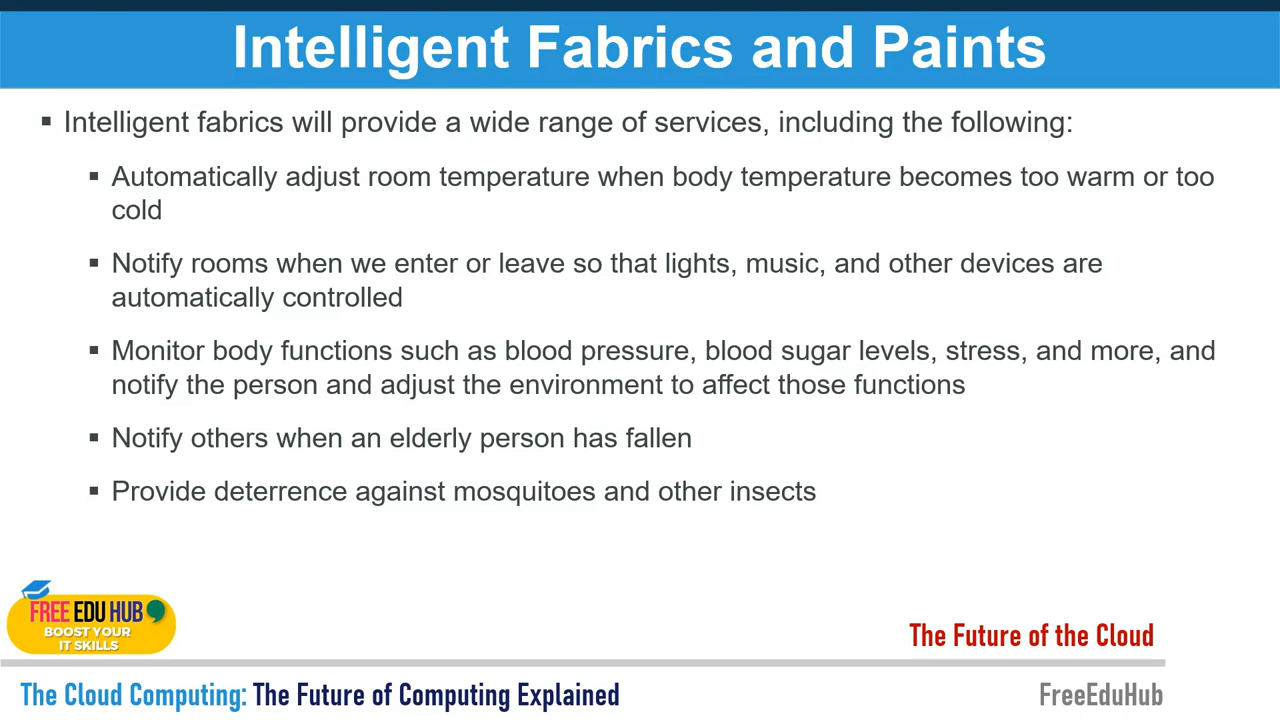 Intelligent Fabrics and Paints
▪ Intelligent fabrics will provide a wide range of services, including the following:
▪ Automatically adjust room temperature when body temperature becomes too warm or too
cold
▪ Notify rooms when we enter or leave so that lights, music, and other devices are
automatically controlled
▪ Monitor body functions such as blood pressure, blood sugar levels, stress, and more, and
notify the person and adjust the environment to affect those functions
▪ Notify others when an elderly person has fallen
▪ Provide deterrence against mosquitoes and other insects
FREE EDU HUB
BOOST YOUR
IT SKILLS
The Future of the Cloud
The Cloud Computing: The Future of Computing Explained
FreeEduHub